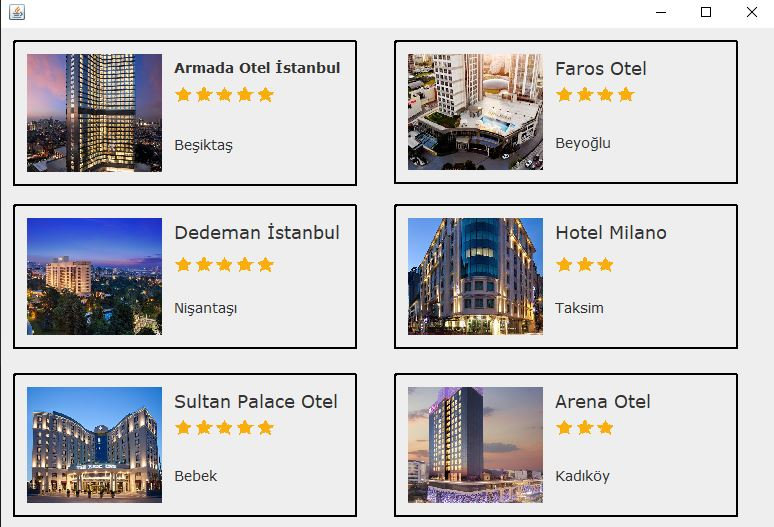 Armada Otel İstanbul
Beşiktaş
Faros Otel
Beyoğlu
Dedeman İstanbul
Nişantaşı
Hotel Milano
Taksim
Sultan Palace Otel
Bebek
Arena Otel
Kadıköy